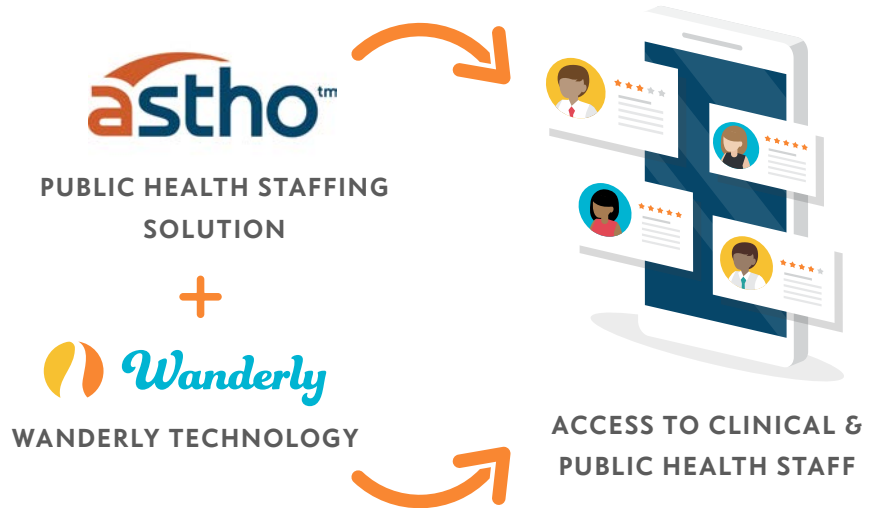 astho™
PUBLIC HEALTH STAFFING
SOLUTION
+
Wanderly
WANDERLY TECHNOLOGY
ACCESS TO CLINICAL &
PUBLIC HEALTH STAFF